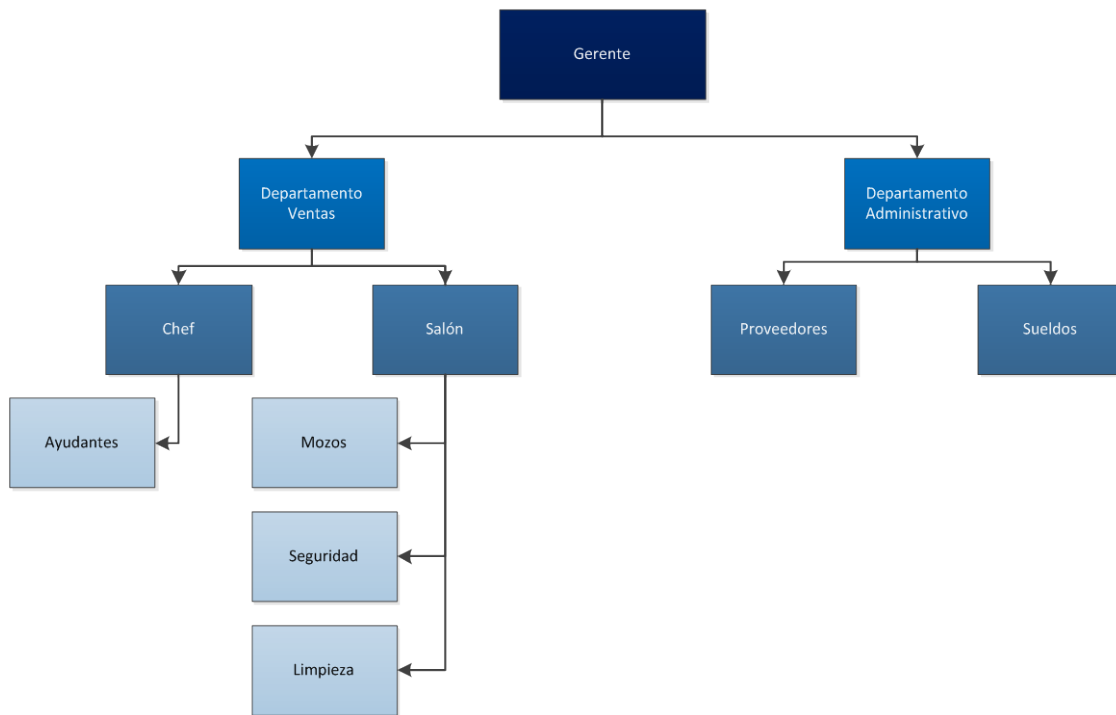 Gerente
Departamento
Ventas
Departamento
Administrativo
Chef
Salón
Proveedores
Sueldos
Ayudantes
Mozos
Seguridad
Limpieza